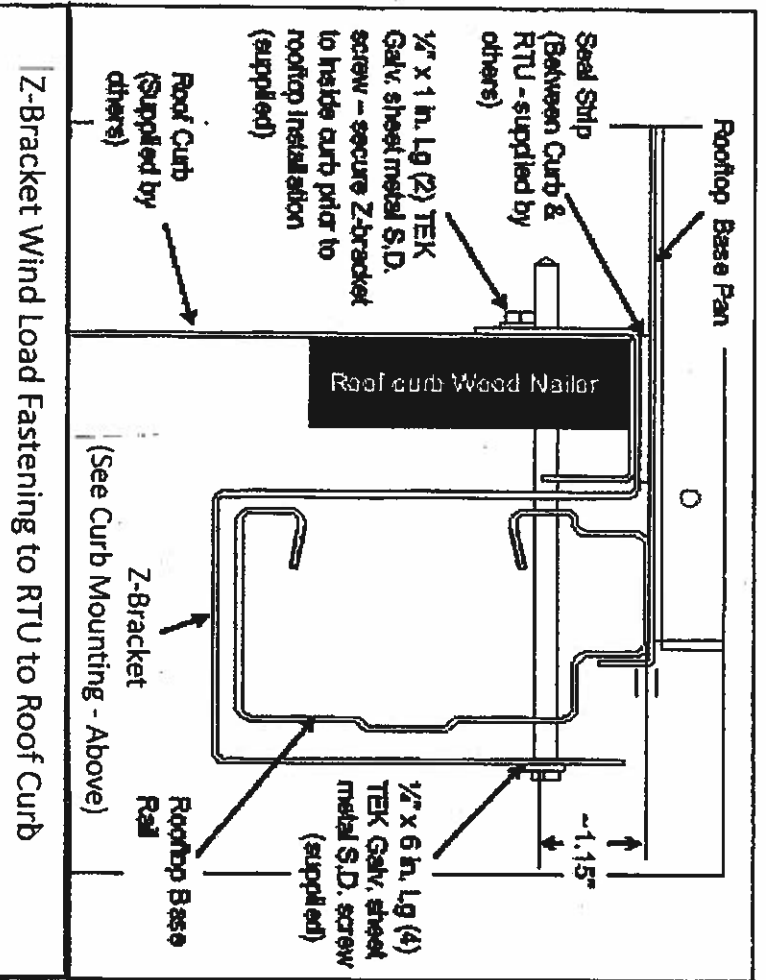 Rooftop Base Pan
Seal Strip
(Between Curb &
RTU - supplied by
others)
¼" x 1 in. Lg (2) TEK
Galv. sheet metal S.D.
screw – secure Z-bracket
to inside curb prior to
rooftop installation
(supplied)
Roof Curb
(Supplied by
others)
Roof curb Wood Nailer
~1.15"
¼" x 6 in. Lg (4)
TEK Galv. sheet
metal S.D. screw
(supplied)
Rooftop Base
Rail
Z-Bracket
(See Curb Mounting - Above)
Z-Bracket Wind Load Fastening to RTU to Roof Curb